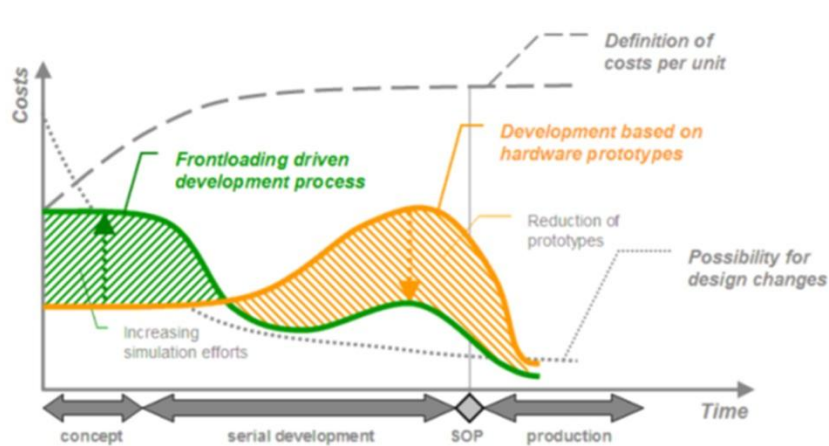 Definition of
costs per unit
Costs
Development based on
hardware prototypes
Frontloading driven
development process
Reduction of
prototypes
Possibility for
design changes
Increasing
simulation efforts
Time
concept
serial development
SOP
production